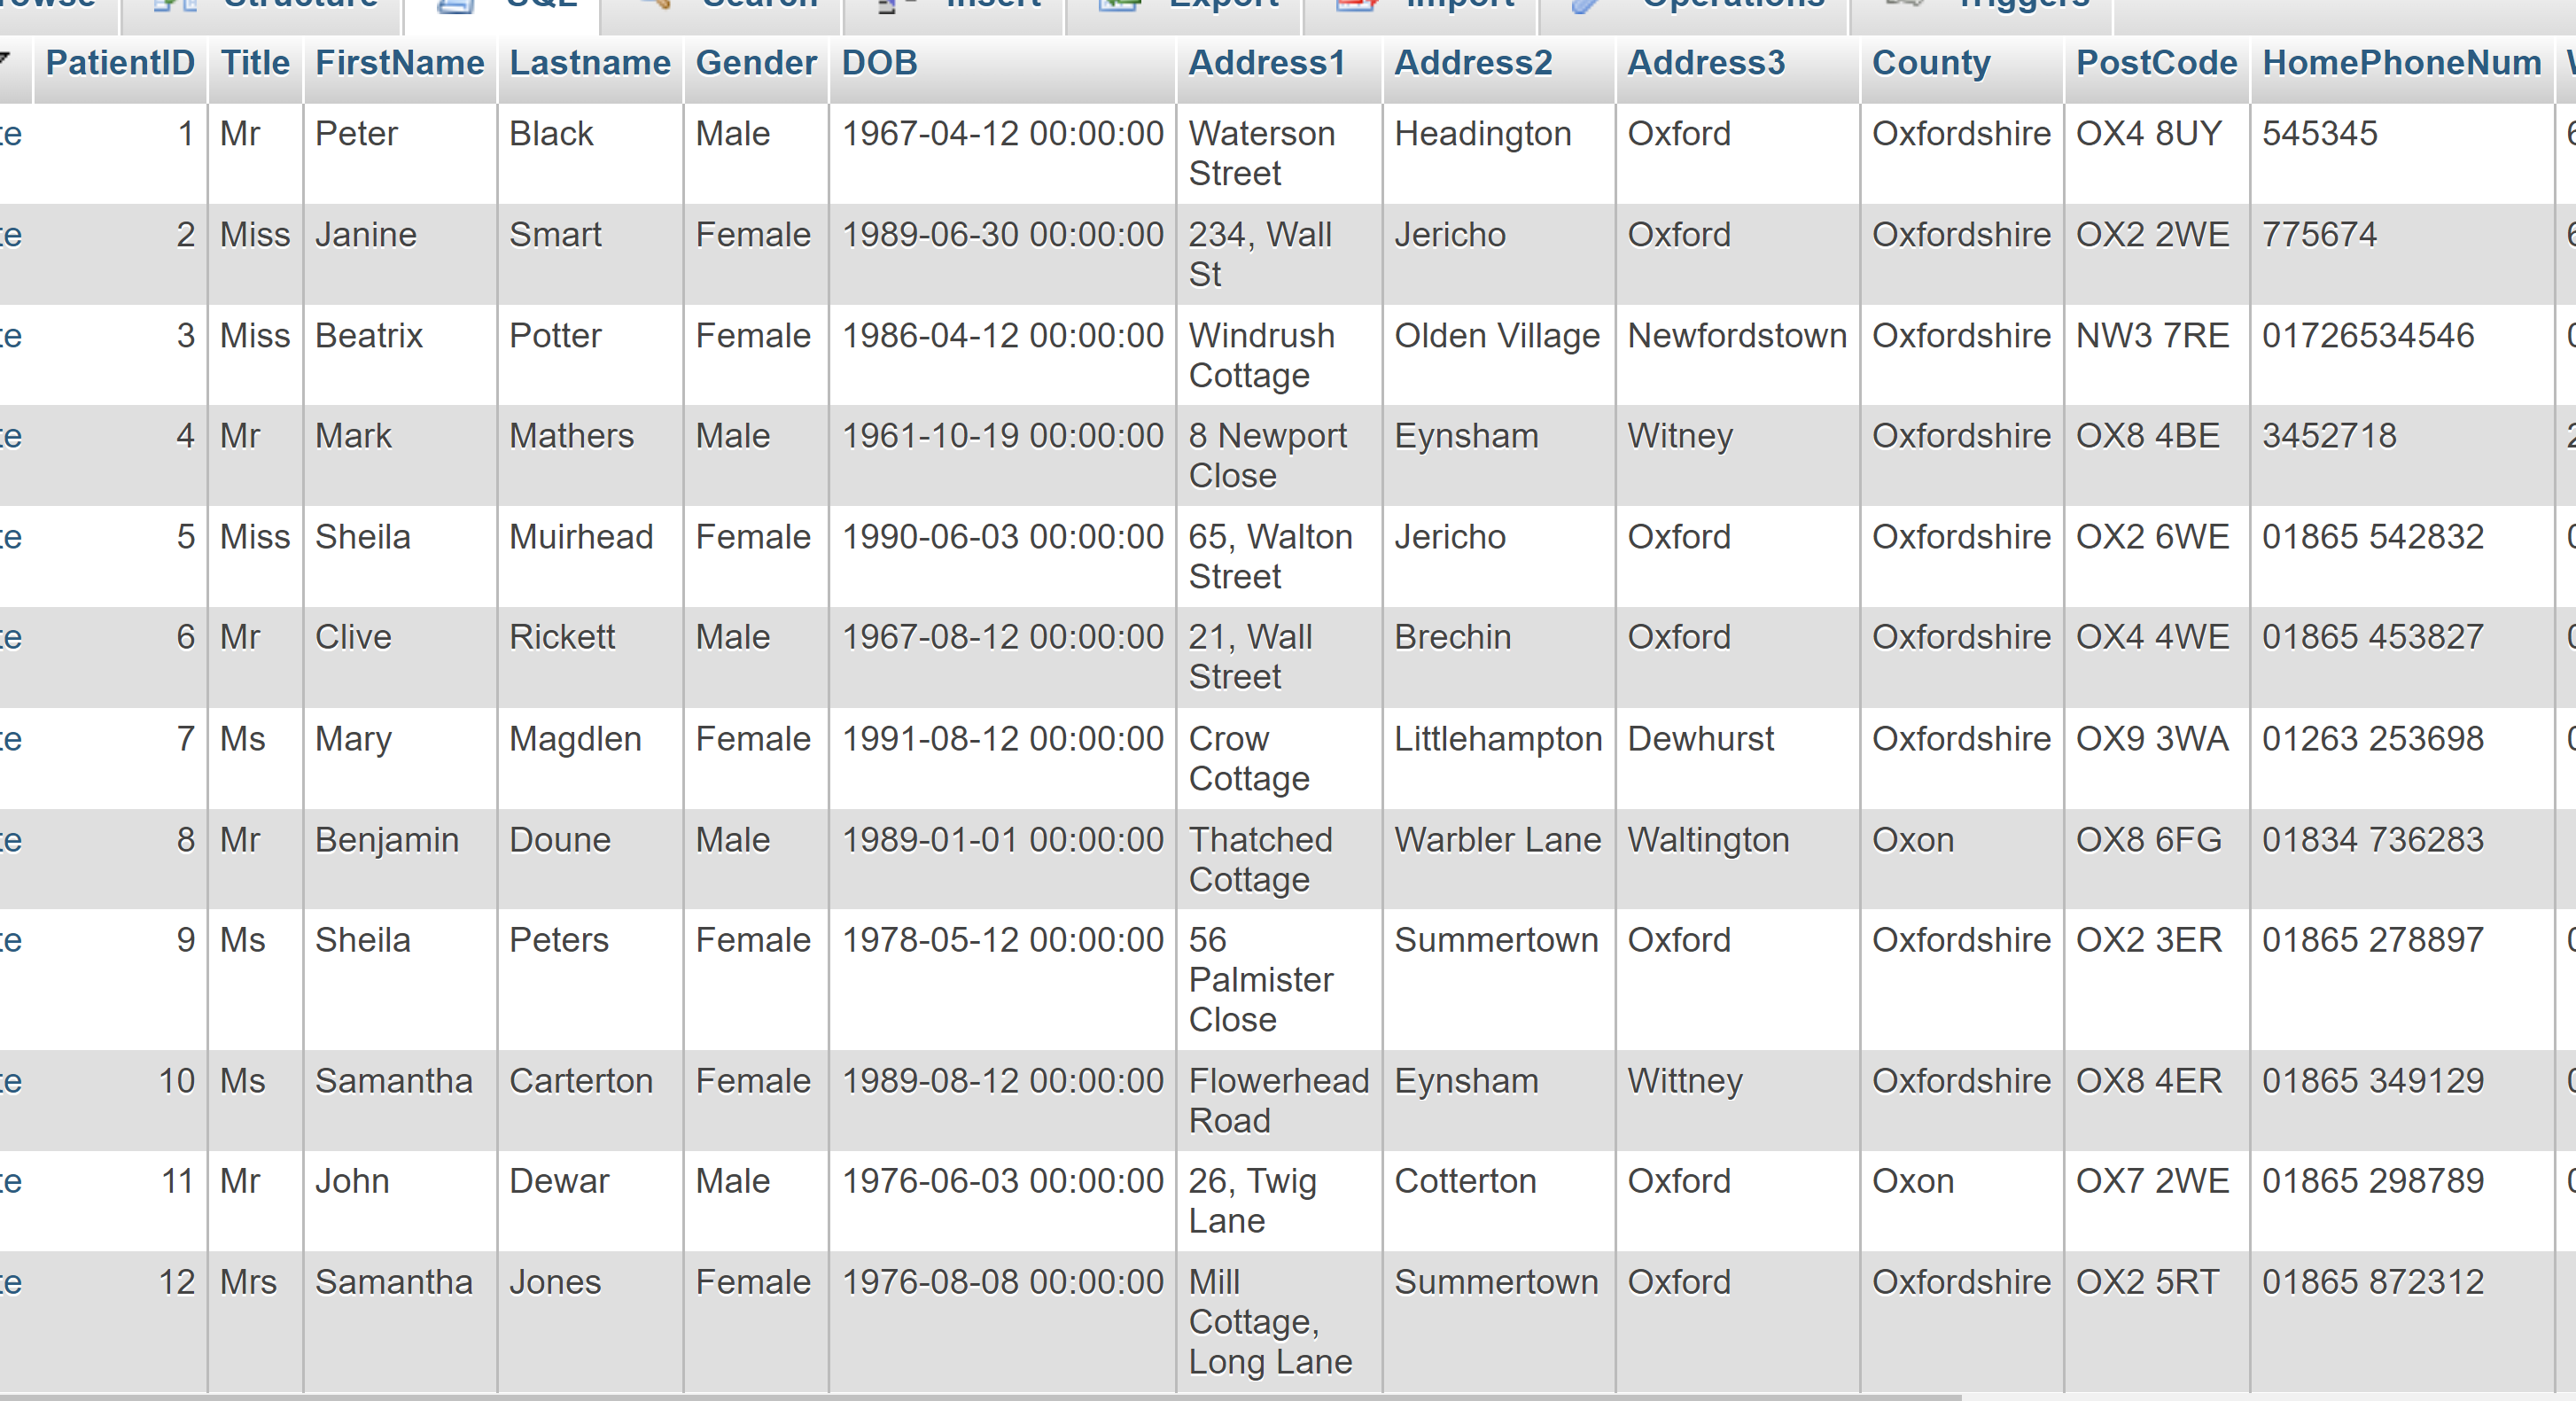 Structure SQL Search Insert Export Import Operations Triggers
PatientID Title FirstName Lastname Gender DOB Address1 Address2 Address3 County PostCode HomePhoneNum
1 Mr Peter Black Male 1967-04-12 00:00:00 Waterson Headington Oxford Oxfordshire OX4 8UY 545345
Street
2 Miss Janine Smart Female 1989-06-30 00:00:00 234, Wall Jericho Oxford Oxfordshire OX2 2WE 775674
St
3 Miss Beatrix Potter Female 1986-04-12 00:00:00 Windrush Olden Village Newfordstown Oxfordshire NW3 7RE 01726534546
Cottage
4 Mr Mark Mathers Male 1961-10-19 00:00:00 8 Newport Eynsham Witney Oxfordshire OX8 4BE 3452718
Close
5 Miss Sheila Muirhead Female 1990-06-03 00:00:00 65, Walton Jericho Oxford Oxfordshire OX2 6WE 01865 542832
Street
6 Mr Clive Rickett Male 1967-08-12 00:00:00 21, Wall Brechin Oxford Oxfordshire OX4 4WE 01865 453827
Street
7 Ms Mary Magdlen Female 1991-08-12 00:00:00 Crow Littlehampton Dewhurst Oxfordshire OX9 3WA 01263 253698
Cottage
8 Mr Benjamin Doune Male 1989-01-01 00:00:00 Thatched Warbler Lane Waltington Oxon OX8 6FG 01834 736283
Cottage
9 Ms Sheila Peters Female 1978-05-12 00:00:00 56 Summertown Oxford Oxfordshire OX2 3ER 01865 278897
Palmister
Close
10 Ms Samantha Carterton Female 1989-08-12 00:00:00 Flowerhead Eynsham Wittney Oxfordshire OX8 4ER 01865 349129
Road
11 Mr John Dewar Male 1976-06-03 00:00:00 26, Twig Cotterton Oxford Oxon OX7 2WE 01865 298789
Lane
12 Mrs Samantha Jones Female 1976-08-08 00:00:00 Mill Summertown Oxford Oxfordshire OX2 5RT 01865 872312
Cottage,
Long Lane